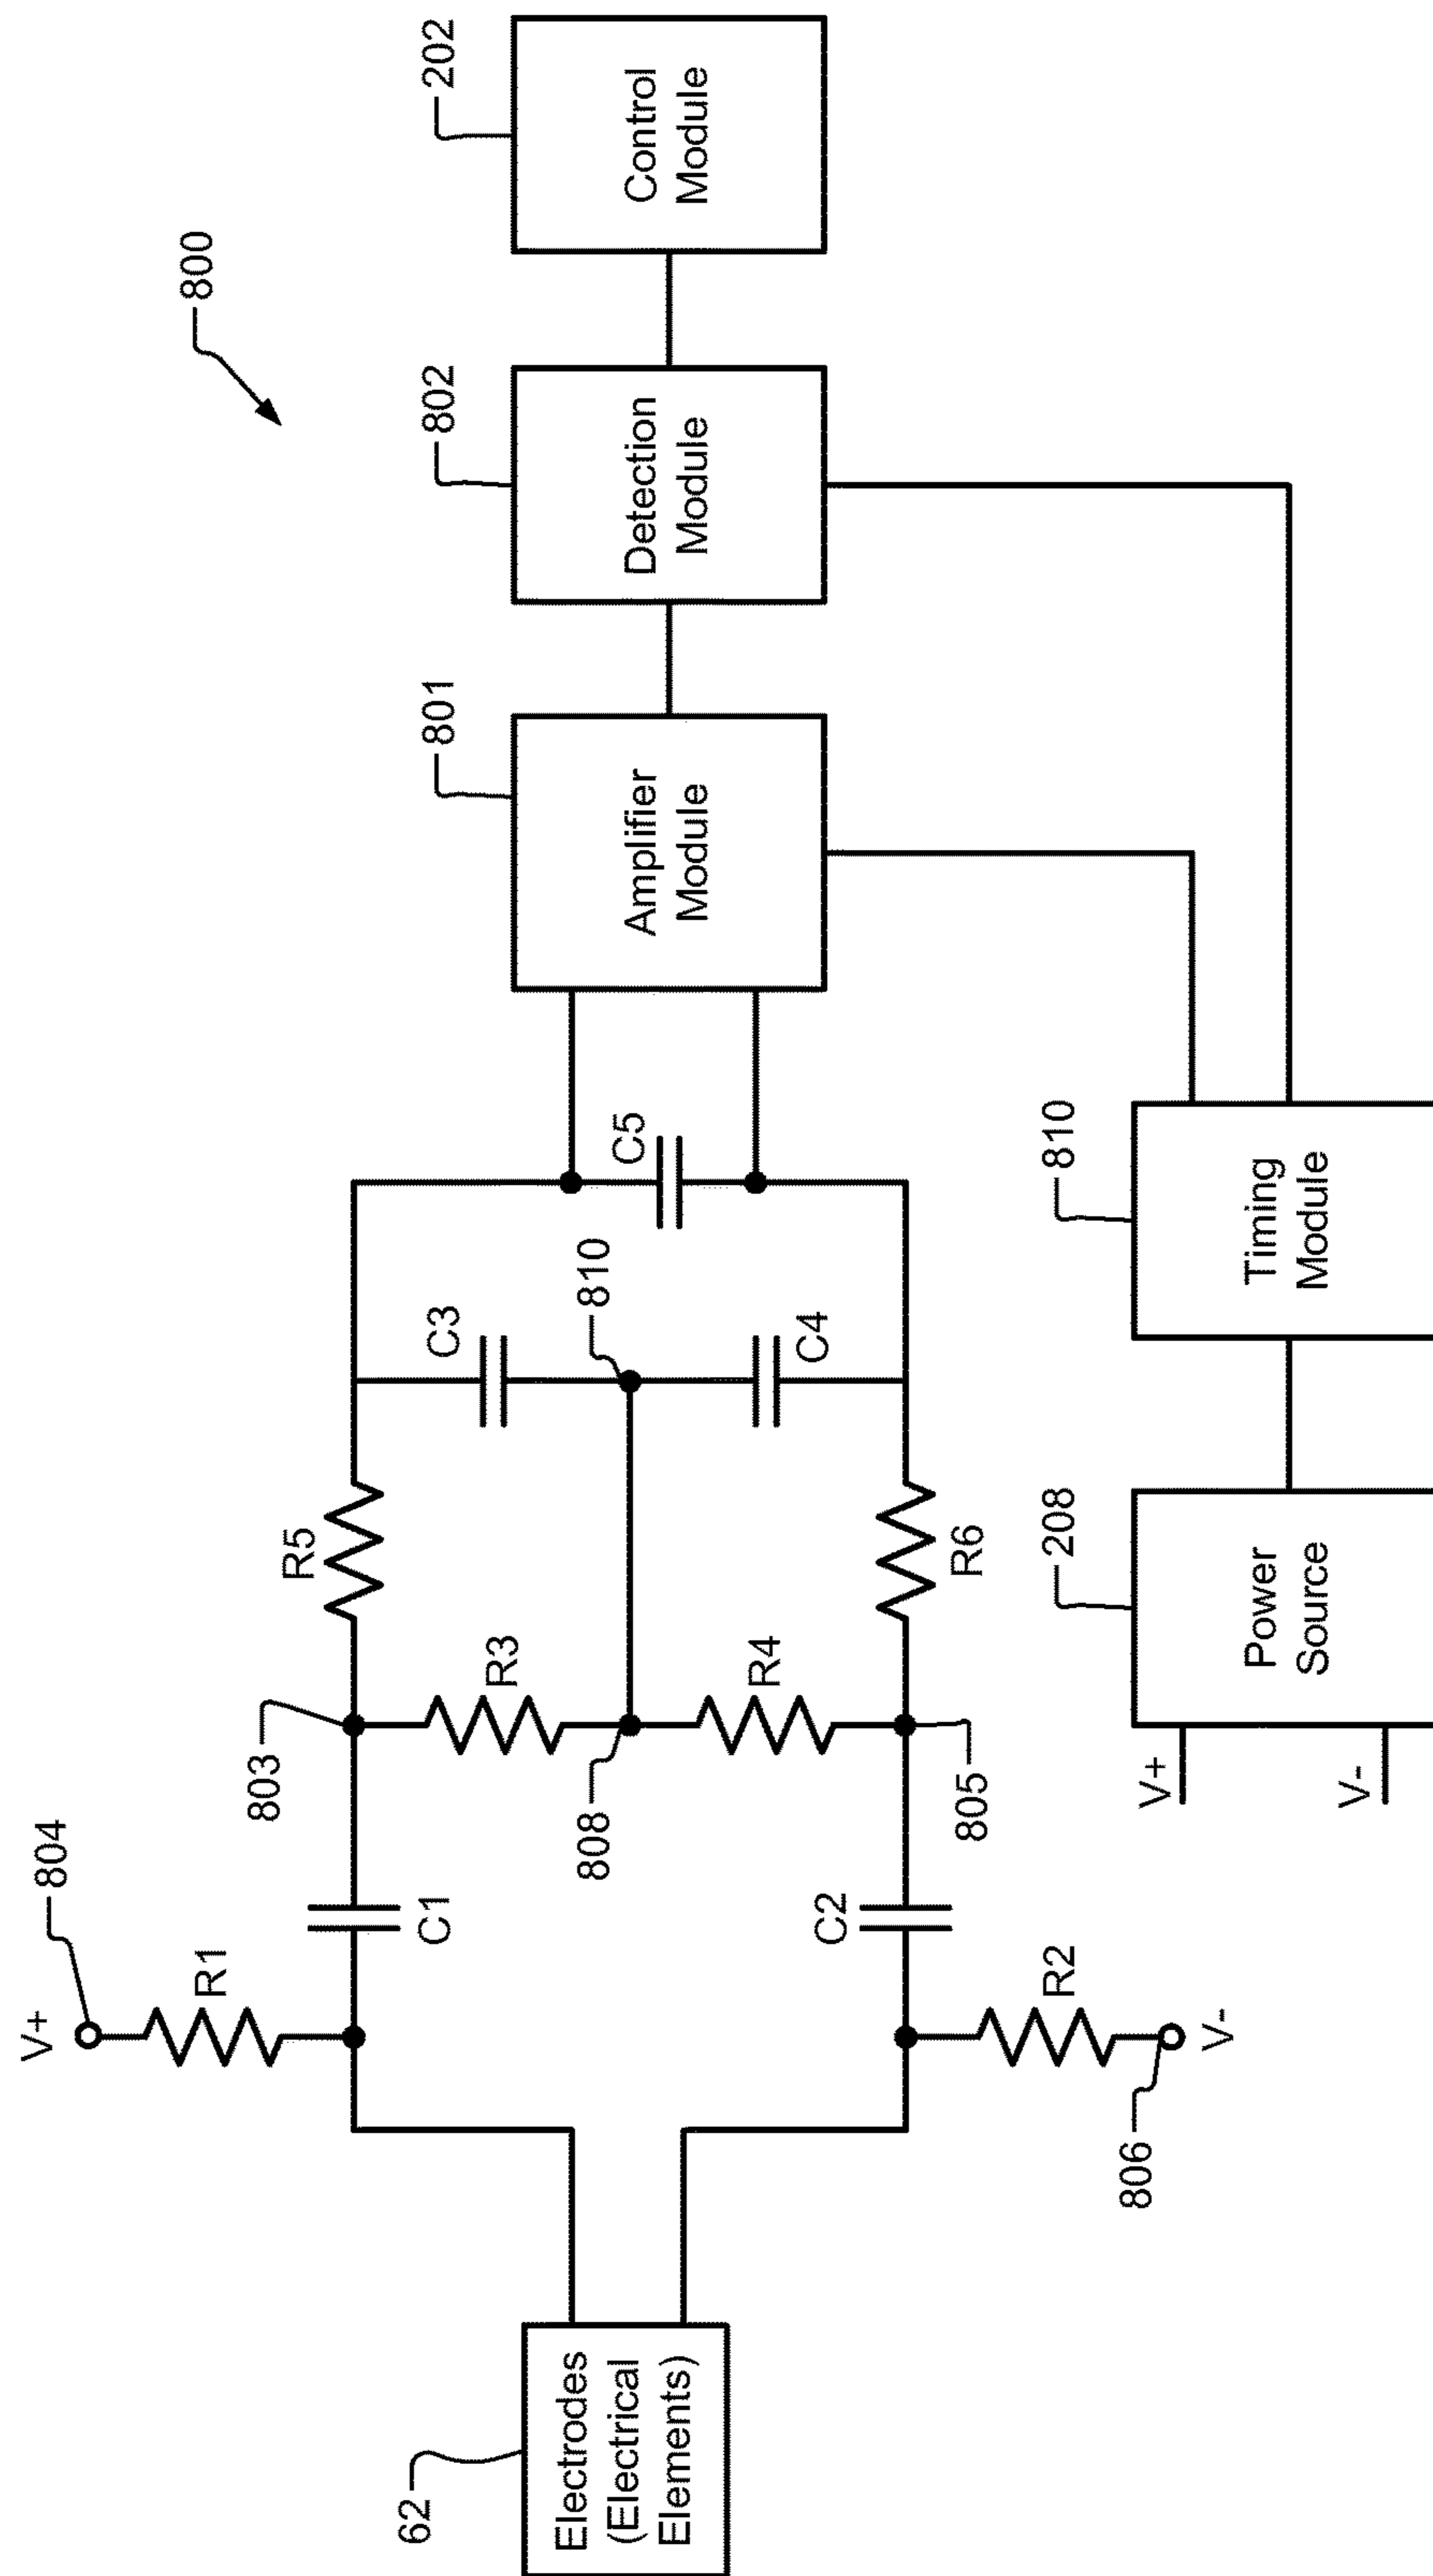 800
V+
804
R1
C1
803
R5
R3
808
R4
C3
810
C4
C5
805
R6
C2
R2
V-
806
62
Electrodes
(Electrical
Elements)
801
Amplifier
Module
802
Detection
Module
202
Control
Module
V+
V-
208
Power
Source
810
Timing
Module